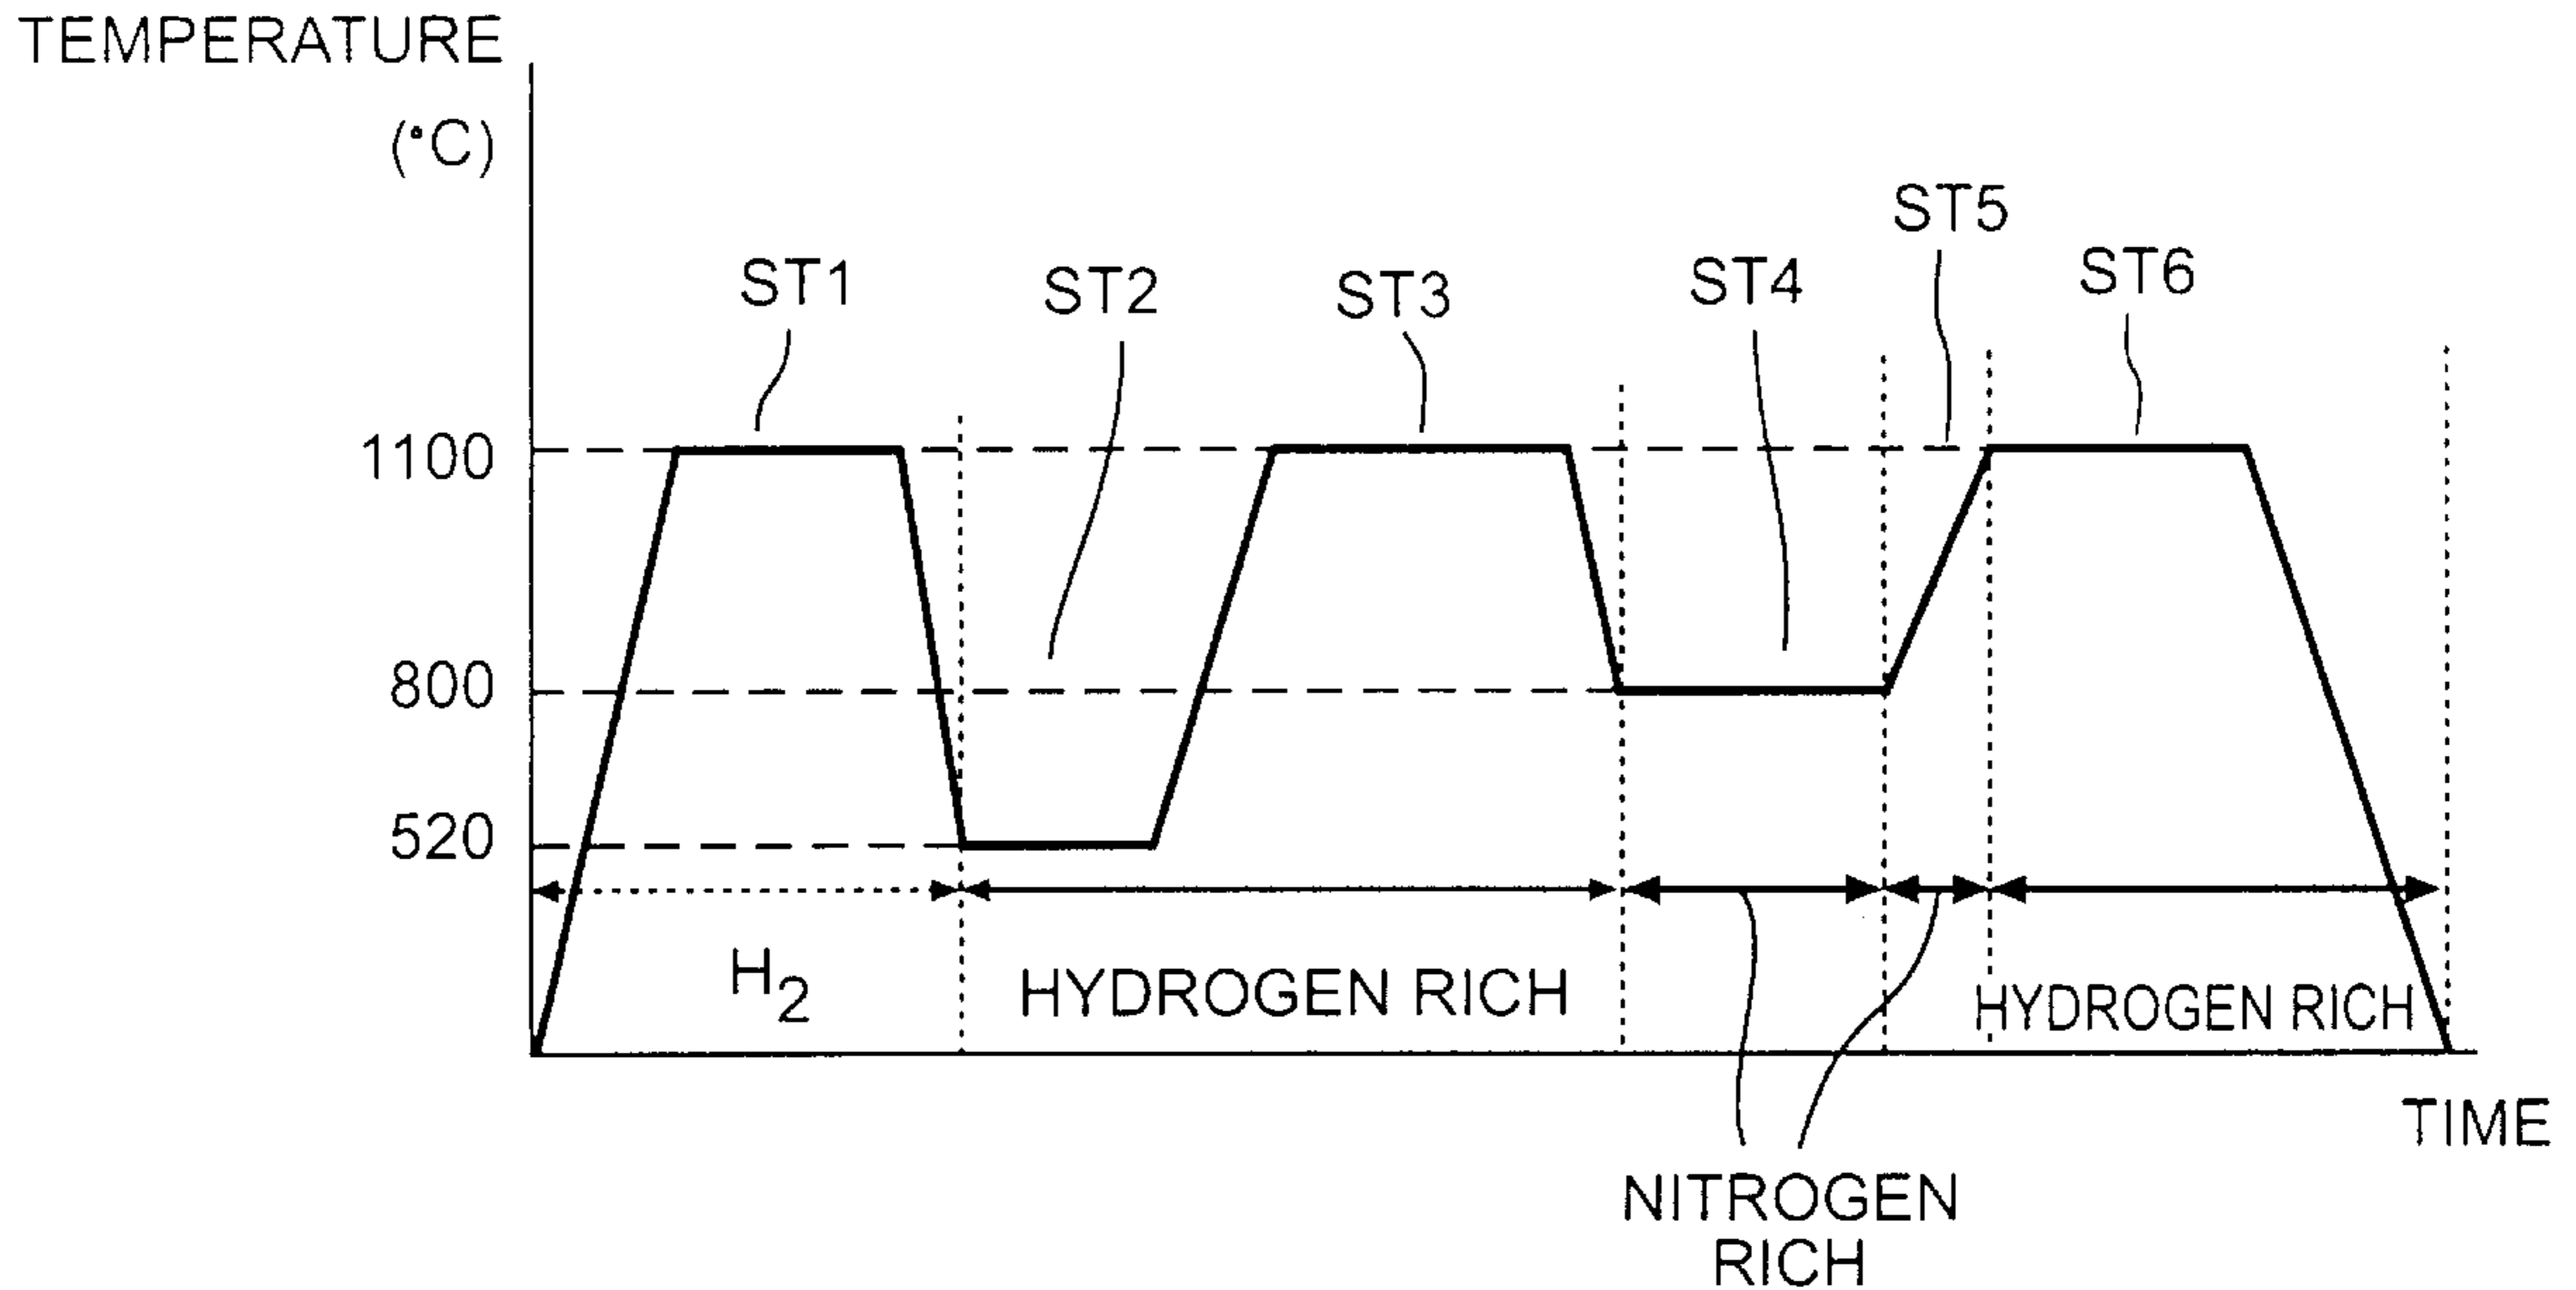 TEMPERATURE
(°C)
ST1
ST2
ST3
ST4
ST5
ST6
1100
800
520
H2
HYDROGEN RICH
HYDROGEN RICH
TIME
NITROGEN
RICH